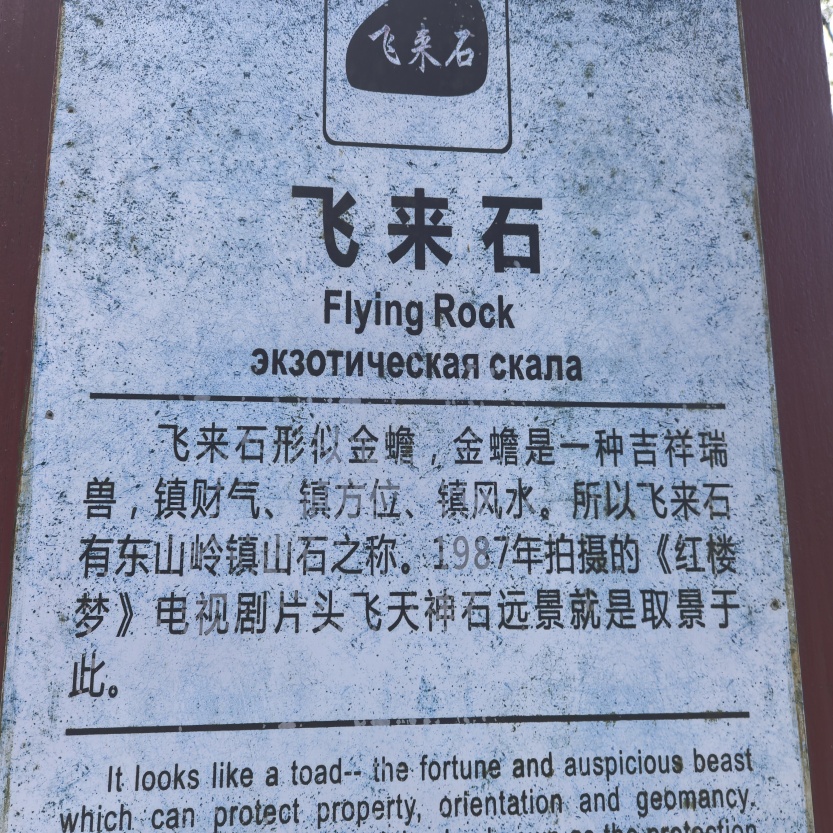 飞来石
飞来石
Flying Rock
экзотическая скала
飞来石形似金蟾，金蟾是一种吉祥瑞
兽，镇财气、镇方位、镇风水。所以飞来石
有东山岭镇山石之称。1987年拍摄的《红楼
梦》电视剧片头飞天神石远景就是取景于
此。
It looks like a toad-- the fortune and auspicious beast
which can protect property, orientation and geomancy.
the protection